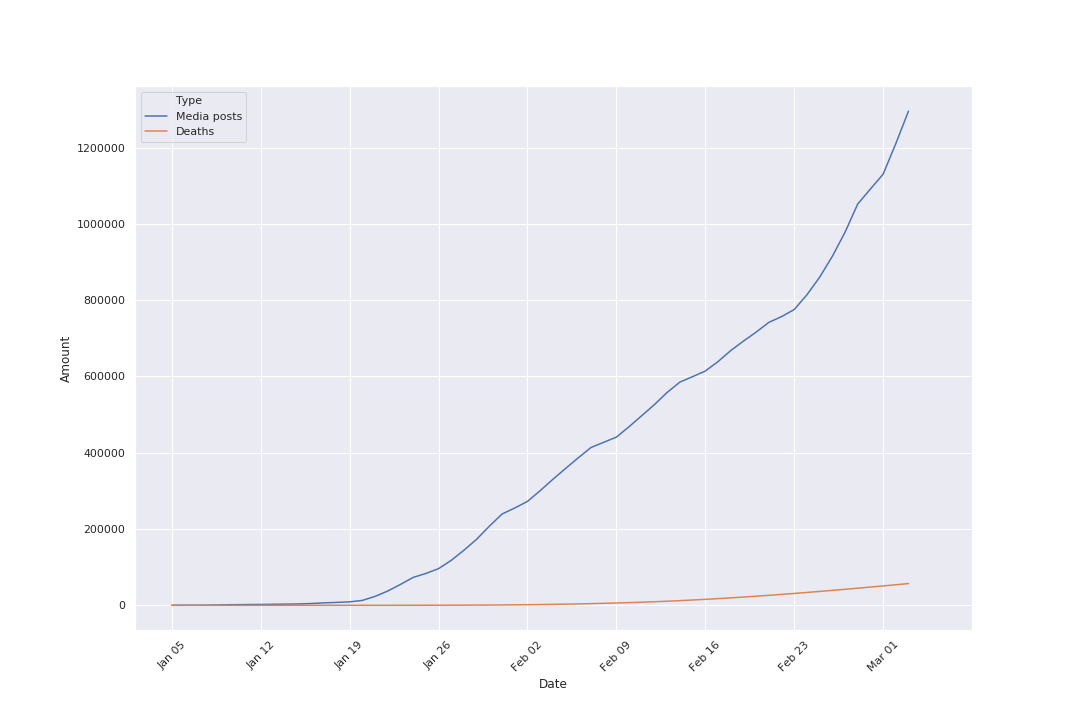 Type
Media posts
Deaths
1200000
1000000
800000
600000
400000
200000
0
Amount
Jan 05
Jan 12
Jan 19
Jan 26
Feb 02
Feb 09
Feb 16
Feb 23
Mar 01
Date